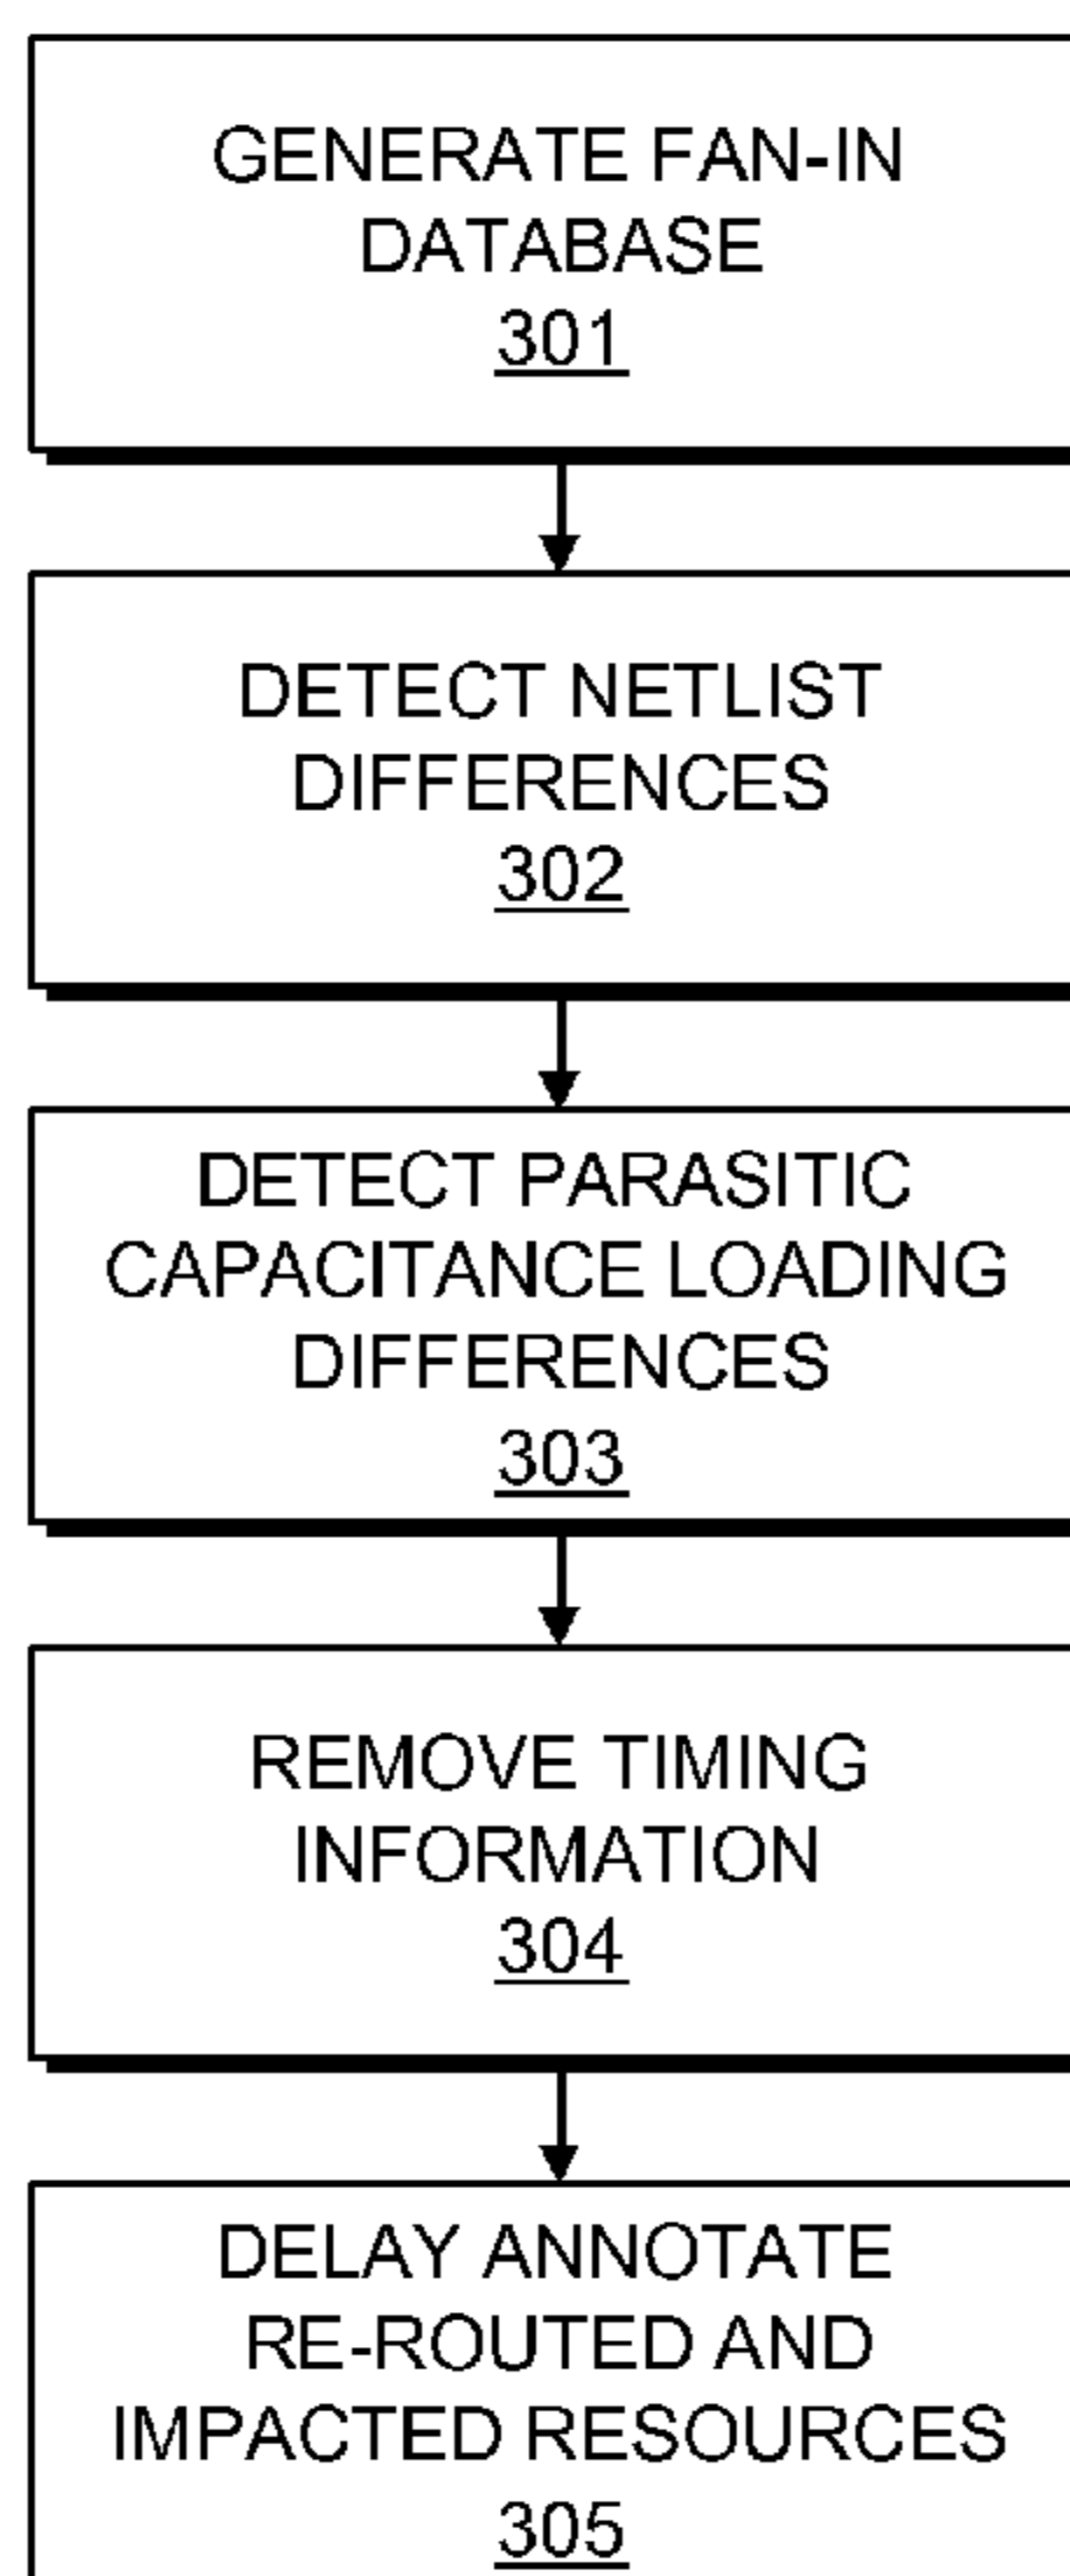 GENERATE FAN-IN
DATABASE
301
DETECT NETLIST
DIFFERENCES
302
DETECT PARASITIC
CAPACITANCE LOADING
DIFFERENCES
303
REMOVE TIMING
INFORMATION
304
DELAY ANNOTATE
RE-ROUTED AND
IMPACTED RESOURCES
305